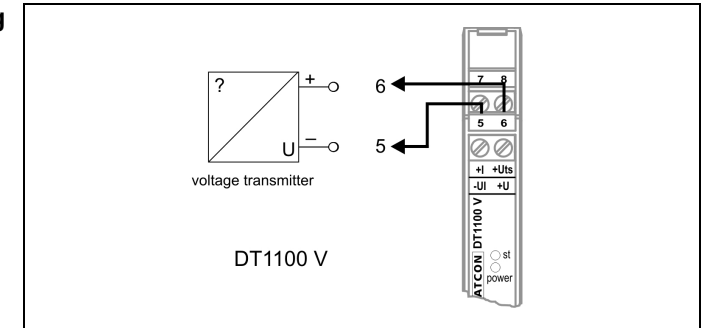 g
?
+
6
7 8
5 6
U
−
5
voltage transmitter
+I +Uts
-UI +U
DT1100 V
DT1100 V
ATCON
st
power